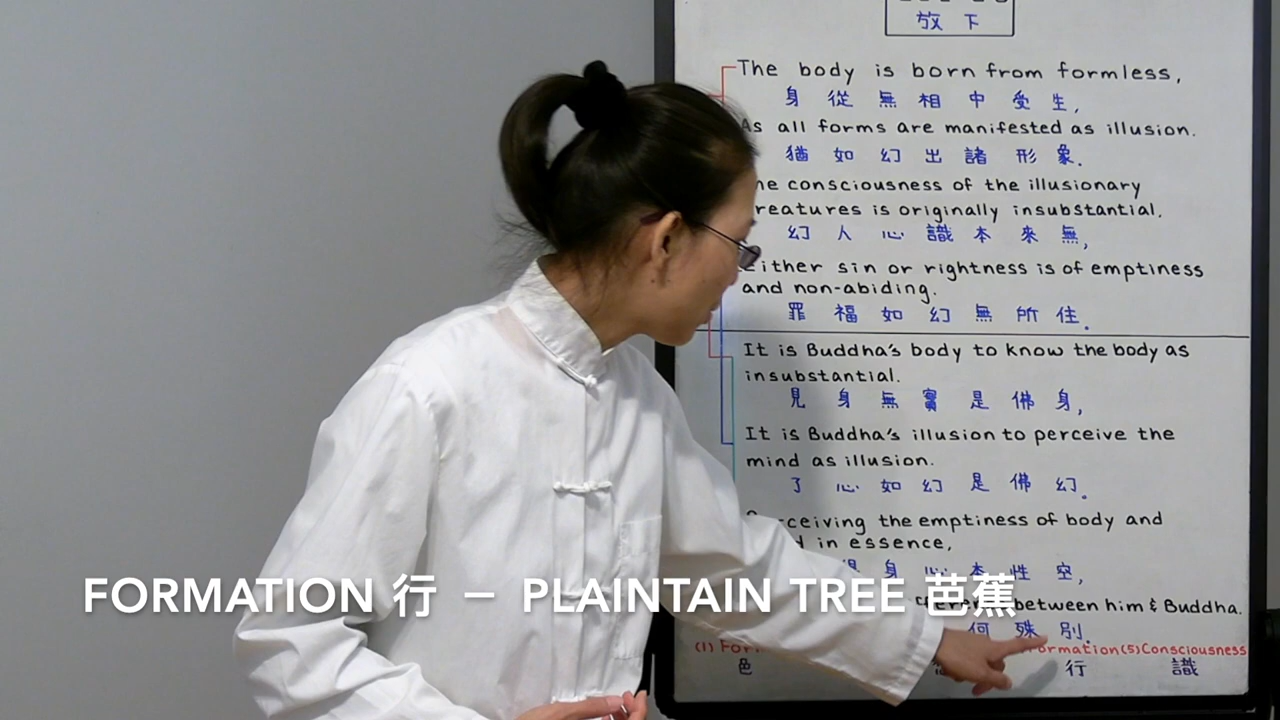 放下
The body is born from formless,
身從無相中受生,
As all forms are manifested as illusion.
猶如幻出諸形象.
he consciousness of the illusionary
reatures is originally insubstantial.
幻人心識本來無,
Either sin or rightness is of emptiness
and non-abiding.
罪福如幻無所住.
It is Buddha's body to know the body as
insubstantial.
見身無實是佛身,
It is Buddha's illusion to perceive the
mind as illusion.
了心如幻是佛幻.
ceiving the emptiness of body and
in essence,
身心本性空,
between him & Buddha.
何殊別.
(1) For ormation (5) Consciousness
色 行 識
FORMATION 行 – PLAINTAIN TREE 芭蕉